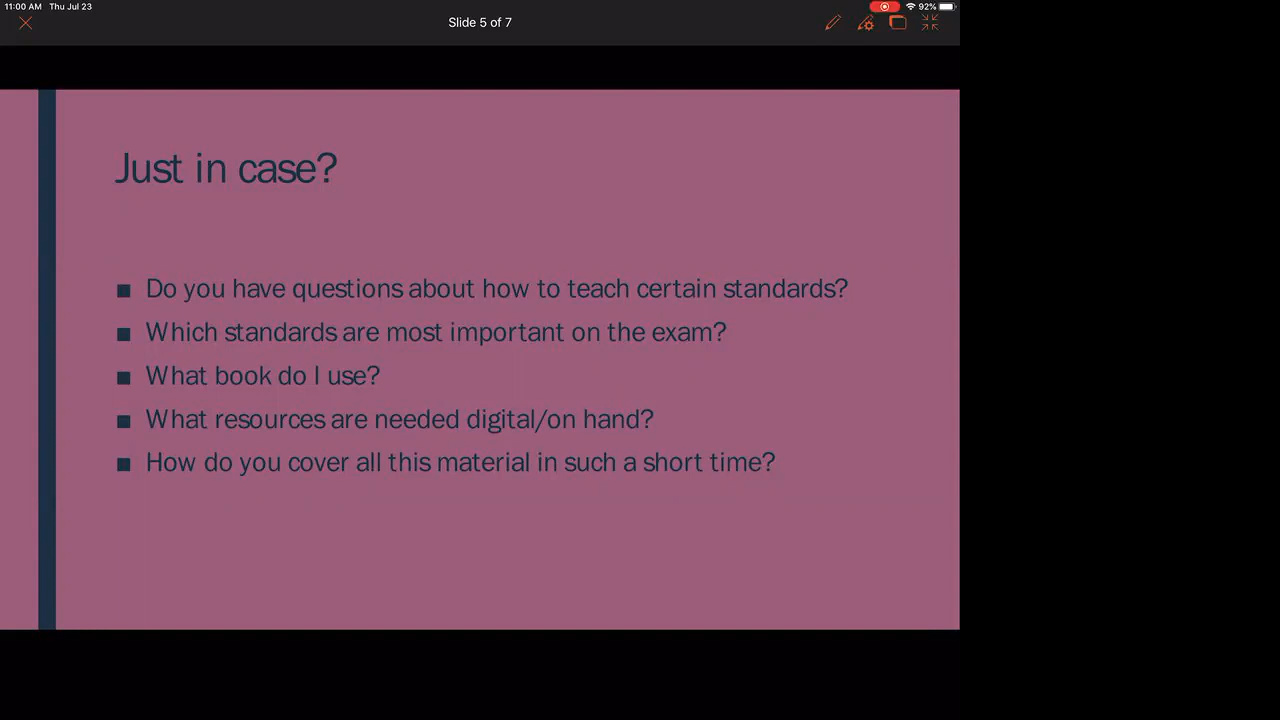 11:00 AM Thu Jul 23
92%
Slide 5 of 7
Just in case?
■ Do you have questions about how to teach certain standards?
■ Which standards are most important on the exam?
■ What book do I use?
■ What resources are needed digital/on hand?
■ How do you cover all this material in such a short time?